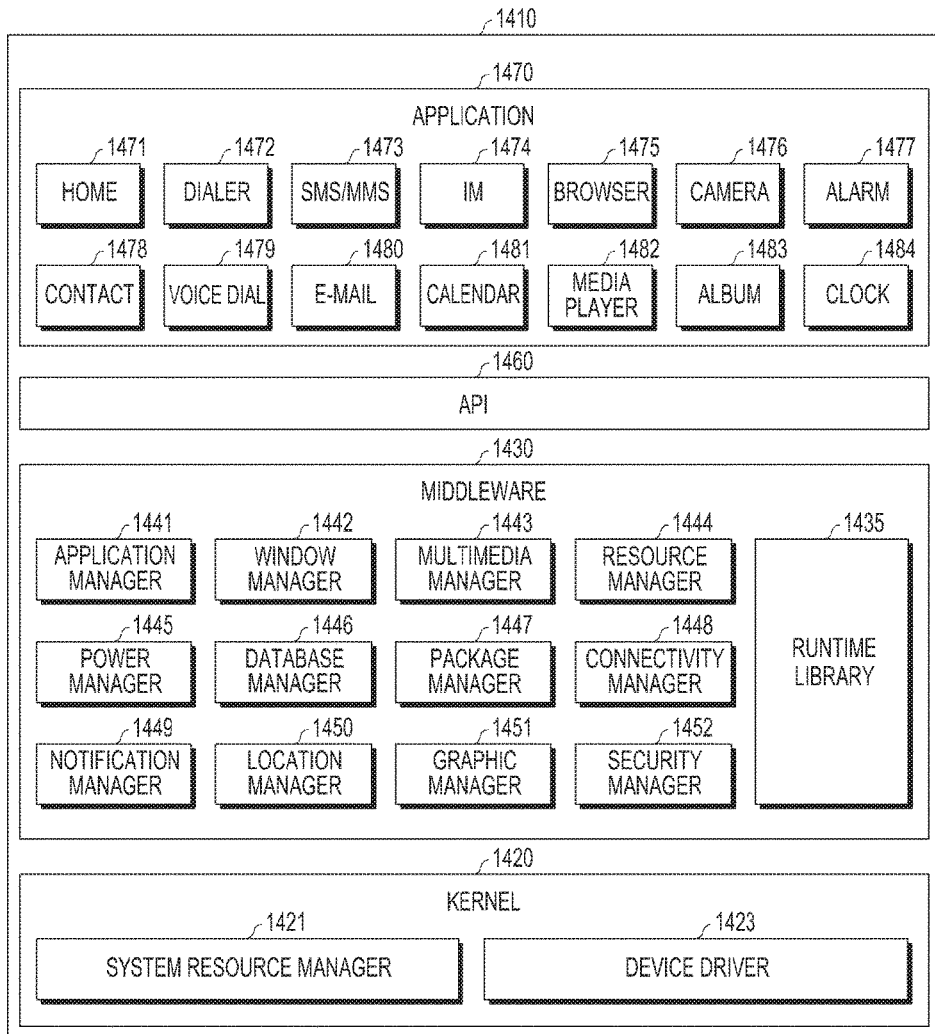 1410
1470
APPLICATION
1471 1472 1473 1474 1475 1476 1477
HOME DIALER SMS/MMS IM BROWSER CAMERA ALARM
1478 1479 1480 1481 1482 1483 1484
CONTACT VOICE DIAL E-MAIL CALENDAR MEDIA PLAYER ALBUM CLOCK
1460
API
1430
MIDDLEWARE
1441 1442 1443 1444 1435
APPLICATION MANAGER WINDOW MANAGER MULTIMEDIA MANAGER RESOURCE MANAGER
1445 1446 1447 1448
POWER MANAGER DATABASE MANAGER PACKAGE MANAGER CONNECTIVITY MANAGER RUNTIME LIBRARY
1449 1450 1451 1452
NOTIFICATION MANAGER LOCATION MANAGER GRAPHIC MANAGER SECURITY MANAGER
1420
KERNEL
1421 1423
SYSTEM RESOURCE MANAGER DEVICE DRIVER